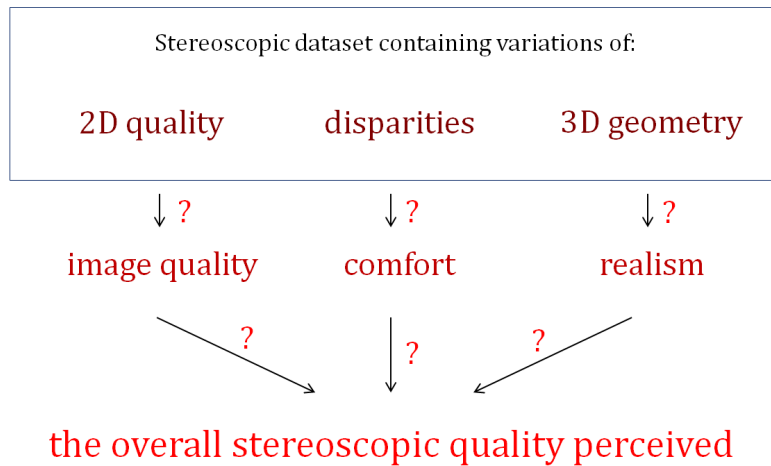 Stereoscopic dataset containing variations of:
2D quality disparities 3D geometry
? ? ?
image quality comfort realism
? ? ?
the overall stereoscopic quality perceived